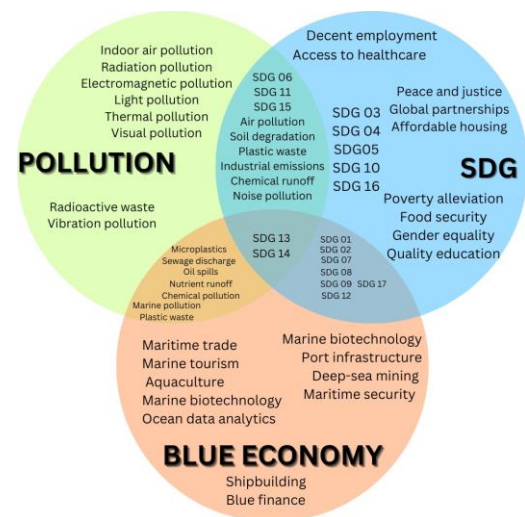 Indoor air pollution
Radiation pollution
Electromagnetic pollution
Light pollution
Thermal pollution
Visual pollution
POLLUTION
Radioactive waste
Vibration pollution
SDG 06
SDG 11
SDG 15
Air pollution
Soil degradation
Plastic waste
Industrial emissions
Chemical runoff
Noise pollution
Decent employment
Access to healthcare
SDG 03
SDG 04
SDG05
SDG 10
SDG 16
Peace and justice
Global partnerships
Affordable housing
SDG
Poverty alleviation
Food security
Gender equality
Quality education
Microplastics
Sewage discharge
Oil spills
Nutrient runoff
Chemical pollution
Marine pollution
Plastic waste
SDG 13
SDG 14
SDG 01
SDG 02
SDG 07
SDG 08
SDG 09 SDG 17
SDG 12
Maritime trade
Marine tourism
Aquaculture
Marine biotechnology
Ocean data analytics
Marine biotechnology
Port infrastructure
Deep-sea mining
Maritime security
BLUE ECONOMY
Shipbuilding
Blue finance